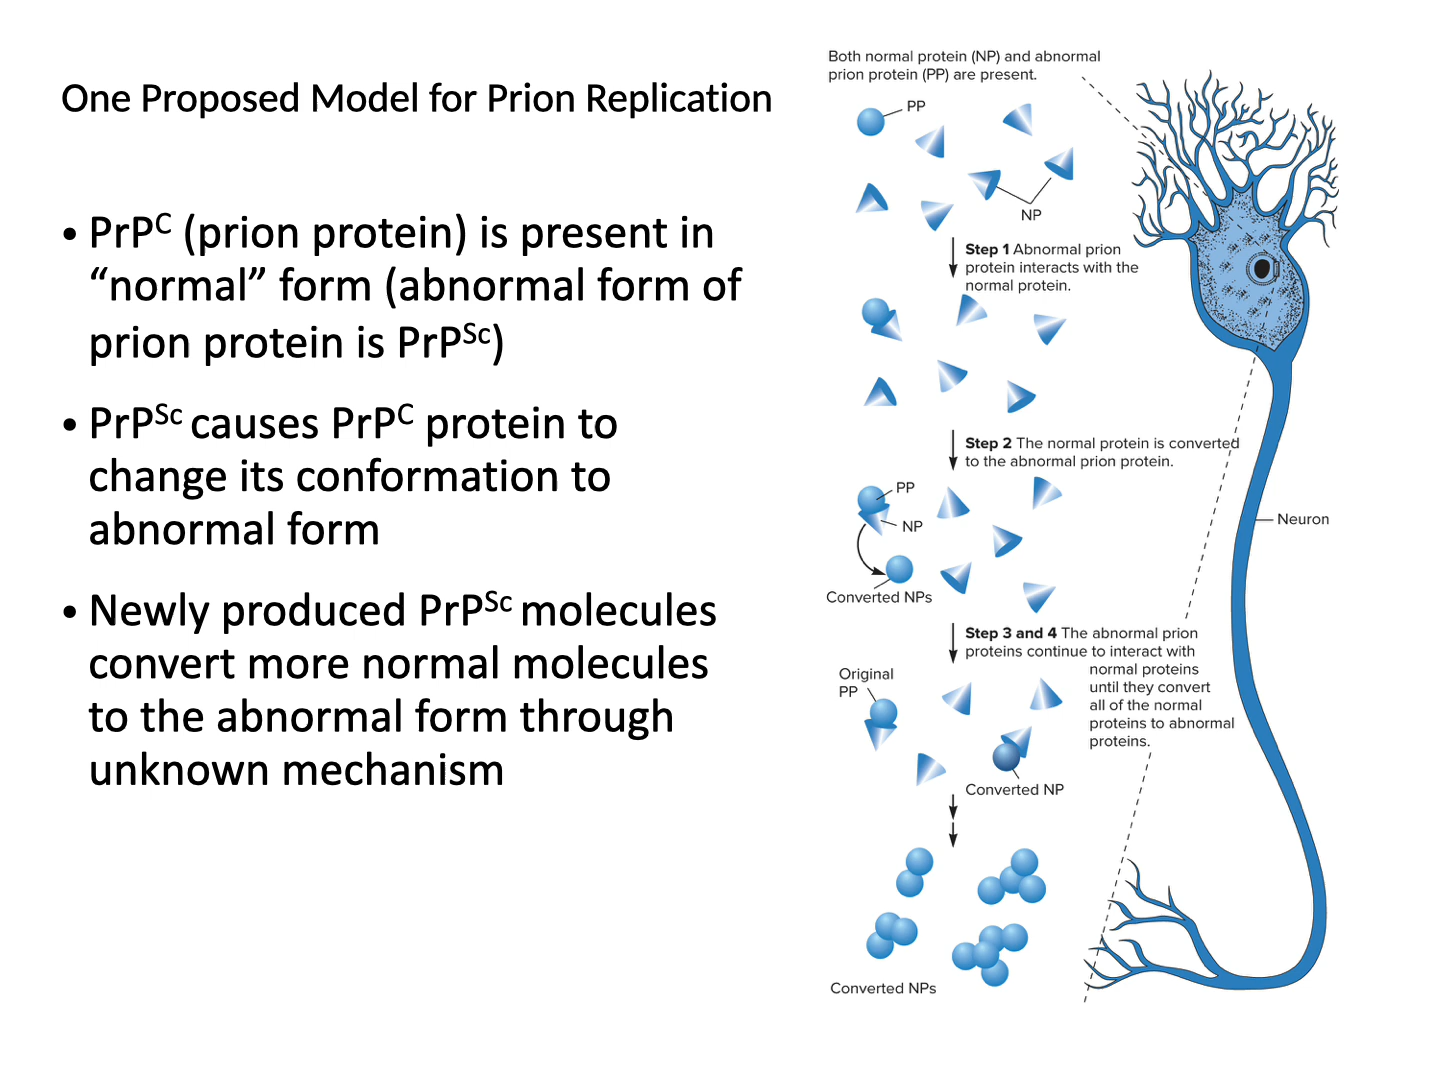 One Proposed Model for Prion Replication
• PrPᶜ (prion protein) is present in
“normal” form (abnormal form of
prion protein is PrPˢᶜ)
• PrPˢᶜ causes PrPᶜ protein to
change its conformation to
abnormal form
• Newly produced PrPˢᶜ molecules
convert more normal molecules
to the abnormal form through
unknown mechanism
Both normal protein (NP) and abnormal
prion protein (PP) are present.
PP
NP
Step 1 Abnormal prion
protein interacts with the
normal protein.
Step 2 The normal protein is converted
to the abnormal prion protein.
PP
NP
Converted NPs
Neuron
Step 3 and 4 The abnormal prion
proteins continue to interact with
normal proteins
until they convert
all of the normal
proteins to abnormal
proteins.
Original
PP
Converted NP
Converted NPs